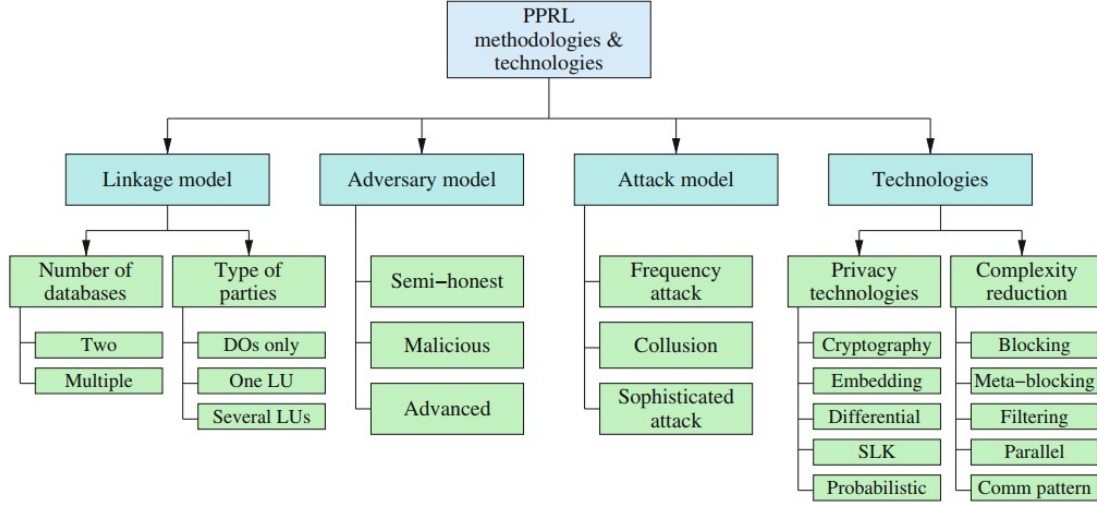 PPRL
methodologies &
technologies
Linkage model
Adversary model
Attack model
Technologies
Number of
databases
Two
Multiple
Type of
parties
DOs only
One LU
Several LUs
Semi−honest
Malicious
Advanced
Frequency
attack
Collusion
Sophisticated
attack
Privacy
technologies
Cryptography
Embedding
Differential
SLK
Probabilistic
Complexity
reduction
Blocking
Meta−blocking
Filtering
Parallel
Comm pattern